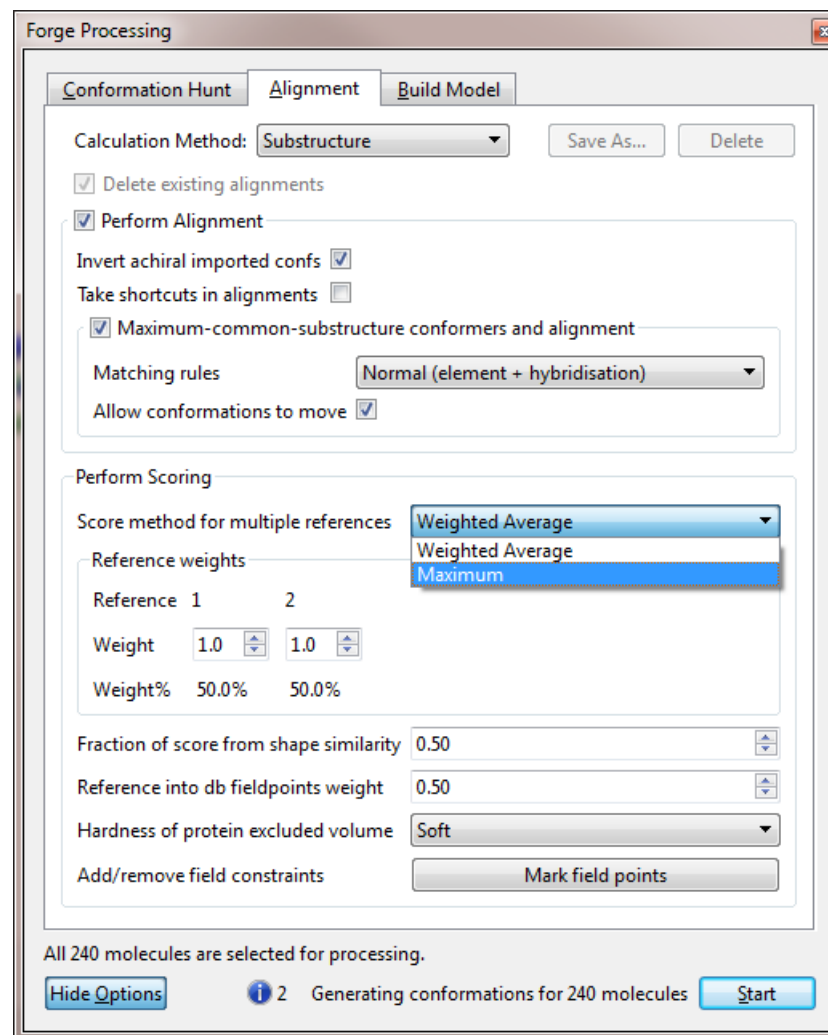 Forge Processing
Conformation Hunt Alignment Build Model
Calculation Method: Substructure Save As... Delete
Delete existing alignments
Perform Alignment
Invert achiral imported confs
Take shortcuts in alignments
Maximum-common-substructure conformers and alignment
Matching rules Normal (element + hybridisation)
Allow conformations to move
Perform Scoring
Score method for multiple references Weighted Average
Weighted Average
Maximum
Reference weights
Reference 1 2
Weight 1.0 1.0
Weight% 50.0% 50.0%
Fraction of score from shape similarity 0.50
Reference into db fieldpoints weight 0.50
Hardness of protein excluded volume Soft
Add/remove field constraints Mark field points
All 240 molecules are selected for processing.
Hide Options i 2 Generating conformations for 240 molecules Start